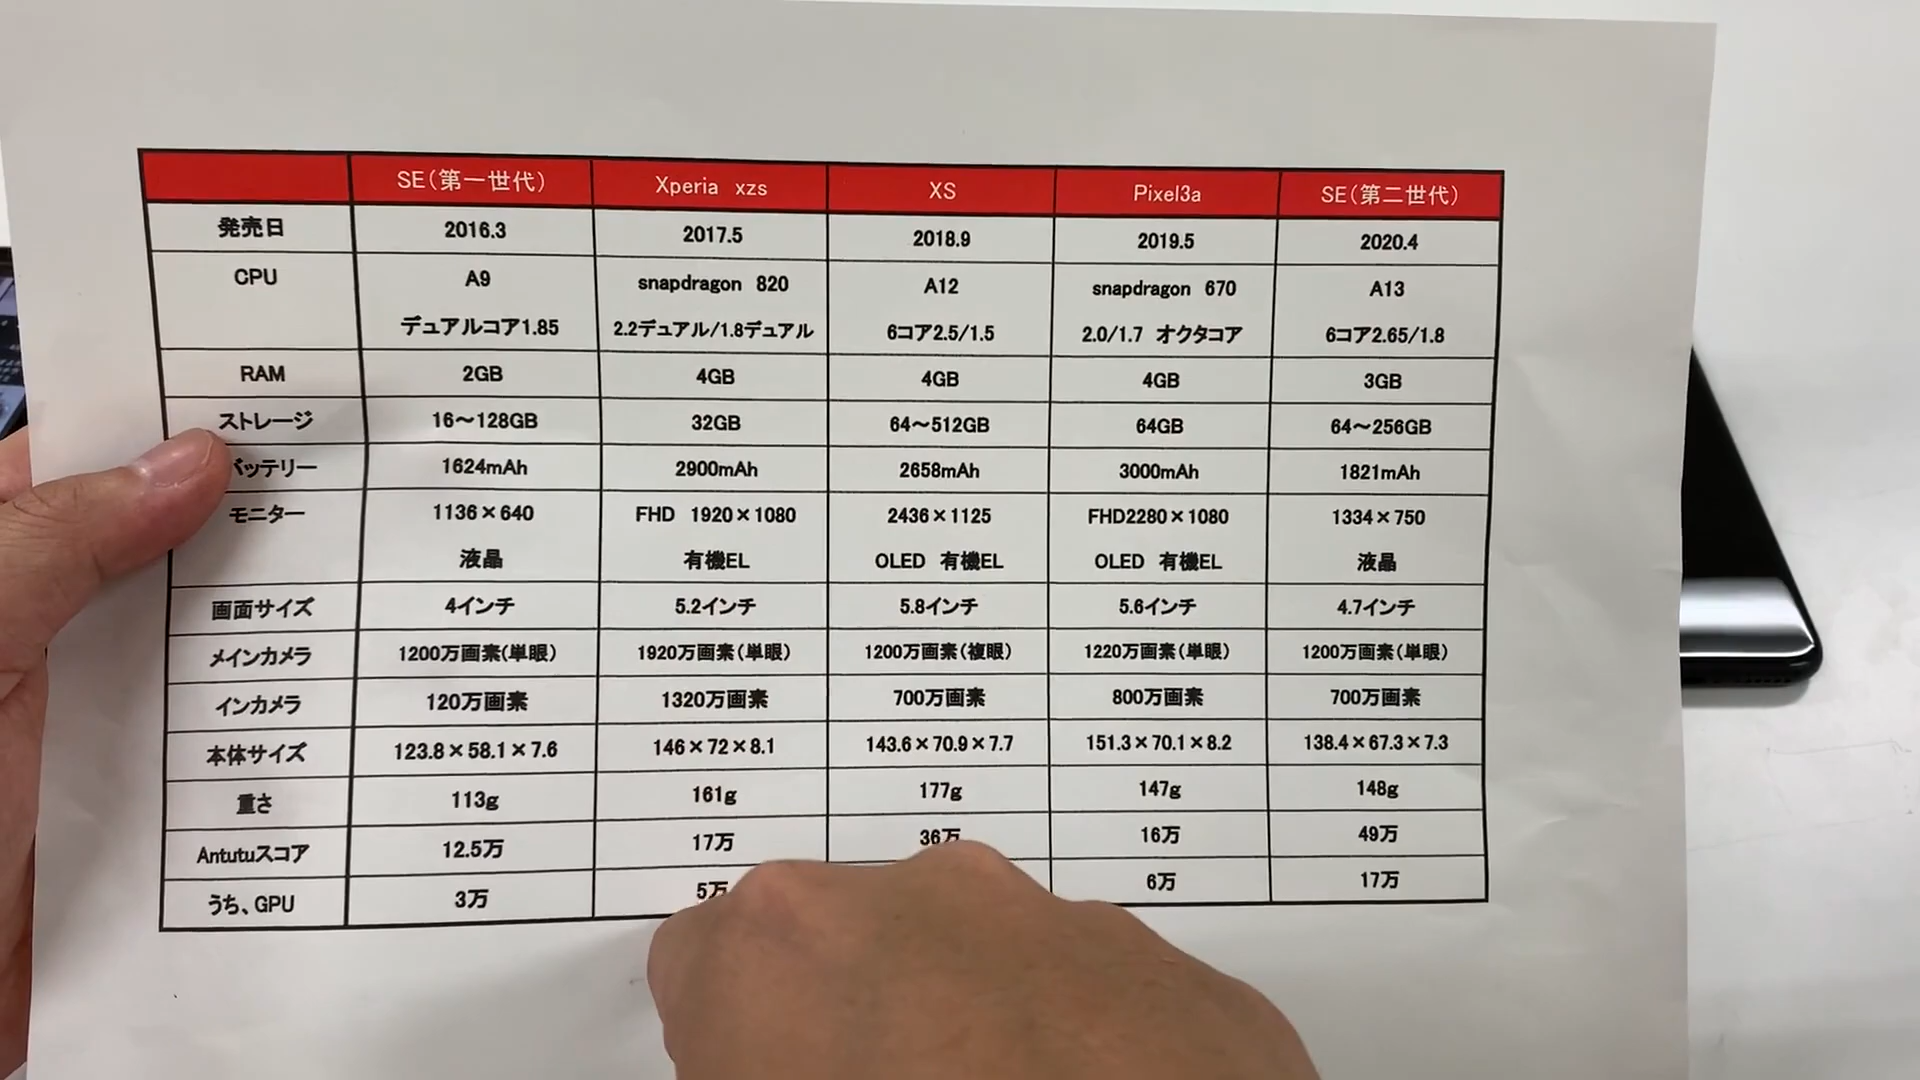 SE(第一世代) Xperia xzs XS Pixel3a SE(第二世代)
発売日 2016.3 2017.5 2018.9 2019.5 2020.4
CPU A9 snapdragon 820 A12 snapdragon 670 A13
デュアルコア1.85 2.2デュアル/1.8デュアル 6コア2.5/1.5 2.0/1.7 オクタコア 6コア2.65/1.8
RAM 2GB 4GB 4GB 4GB 3GB
ストレージ 16～128GB 32GB 64～512GB 64GB 64～256GB
バッテリー 1624mAh 2900mAh 2658mAh 3000mAh 1821mAh
モニター 1136×640 FHD 1920×1080 2436×1125 FHD2280×1080 1334×750
液晶 有機EL OLED 有機EL OLED 有機EL 液晶
画面サイズ 4インチ 5.2インチ 5.8インチ 5.6インチ 4.7インチ
メインカメラ 1200万画素(単眼) 1920万画素(単眼) 1200万画素(複眼) 1220万画素(単眼) 1200万画素(単眼)
インカメラ 120万画素 1320万画素 700万画素 800万画素 700万画素
本体サイズ 123.8×58.1×7.6 146×72×8.1 143.6×70.9×7.7 151.3×70.1×8.2 138.4×67.3×7.3
重さ 113g 161g 177g 147g 148g
Antutuスコア 12.5万 17万 36万 16万 49万
うち、GPU 3万 5万 6万 17万